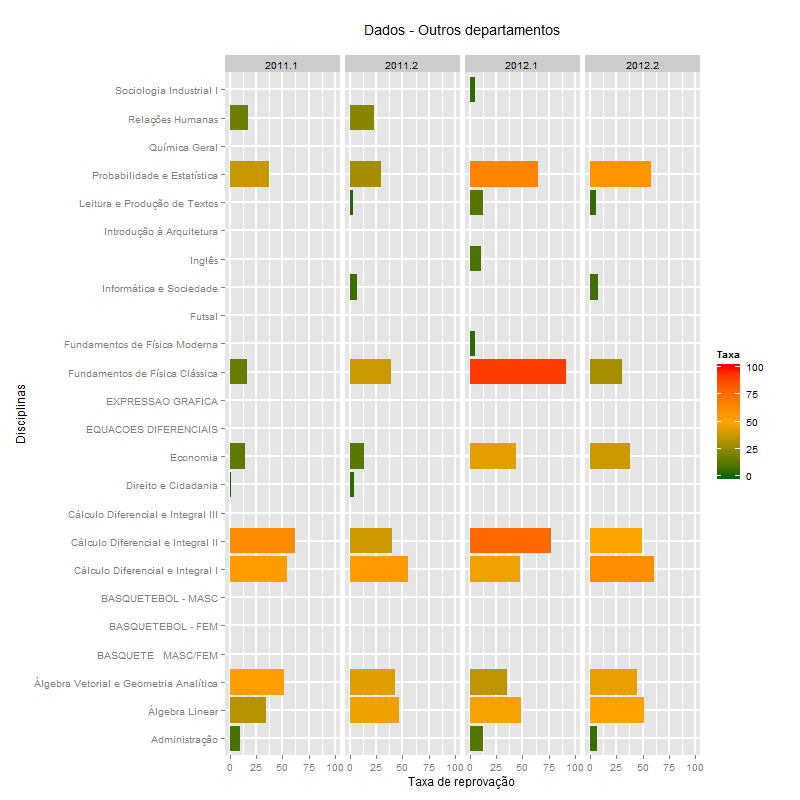 Dados - Outros departamentos
2011.1 2011.2 2012.1 2012.2
Sociologia Industrial I
Relações Humanas
Química Geral
Probabilidade e Estatística
Leitura e Produção de Textos
Introdução à Arquitetura
Inglês
Informática e Sociedade
Futsal
Fundamentos de Física Moderna
Fundamentos de Física Clássica
EXPRESSAO GRAFICA
EQUACOES DIFERENCIAIS
Economia
Direito e Cidadania
Cálculo Diferencial e Integral III
Cálculo Diferencial e Integral II
Cálculo Diferencial e Integral I
BASQUETEBOL - MASC
BASQUETEBOL - FEM
BASQUETE   MASC/FEM
Álgebra Vetorial e Geometria Analítica
Álgebra Linear
Administração
0 25 50 75 100 0 25 50 75 100 0 25 50 75 100 0 25 50 75 100
Taxa de reprovação
Disciplinas
Taxa
100
75
50
25
0